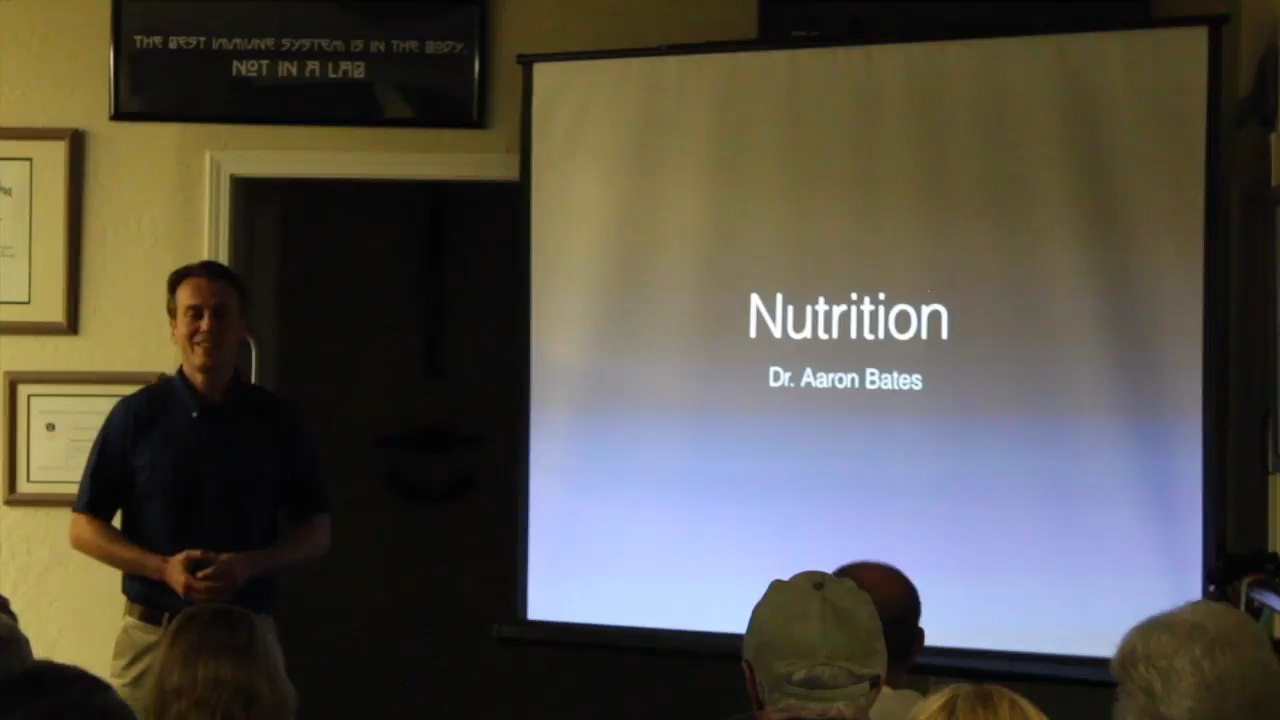 THE BEST IMMUNE SYSTEM IS IN THE BODY,
NOT IN A LAB
Nutrition
Dr. Aaron Bates